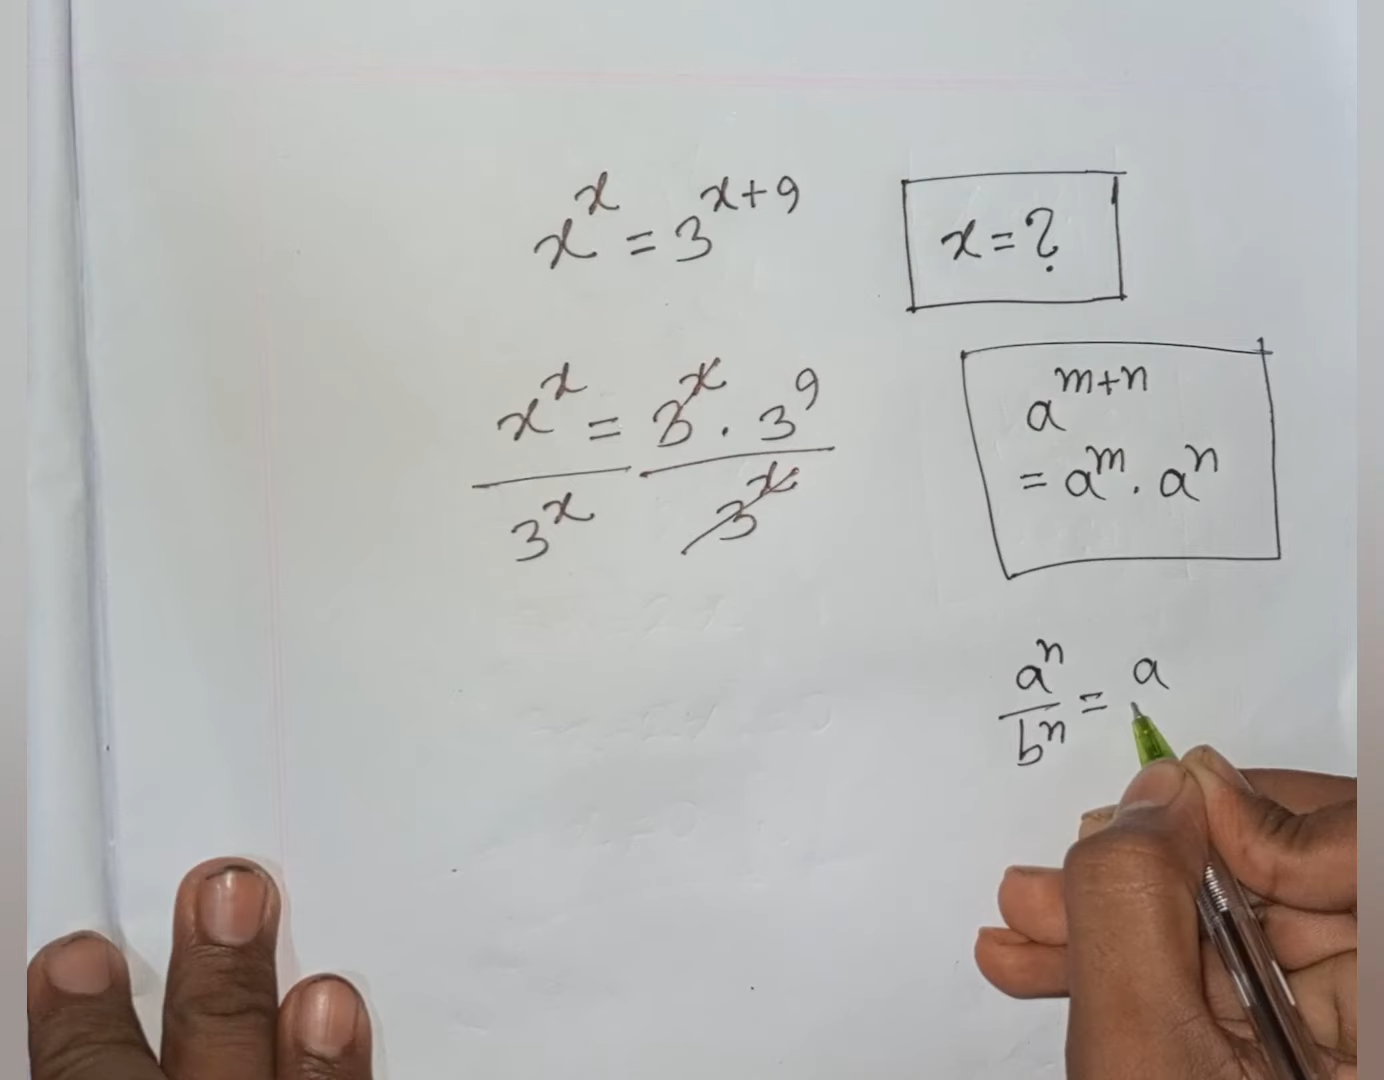 x^x = 3^{x+9}
x = ?
x^x / 3^x = 3^x · 3^9 / 3^x
a^{m+n}
= a^m · a^n
a^n / b^n = a